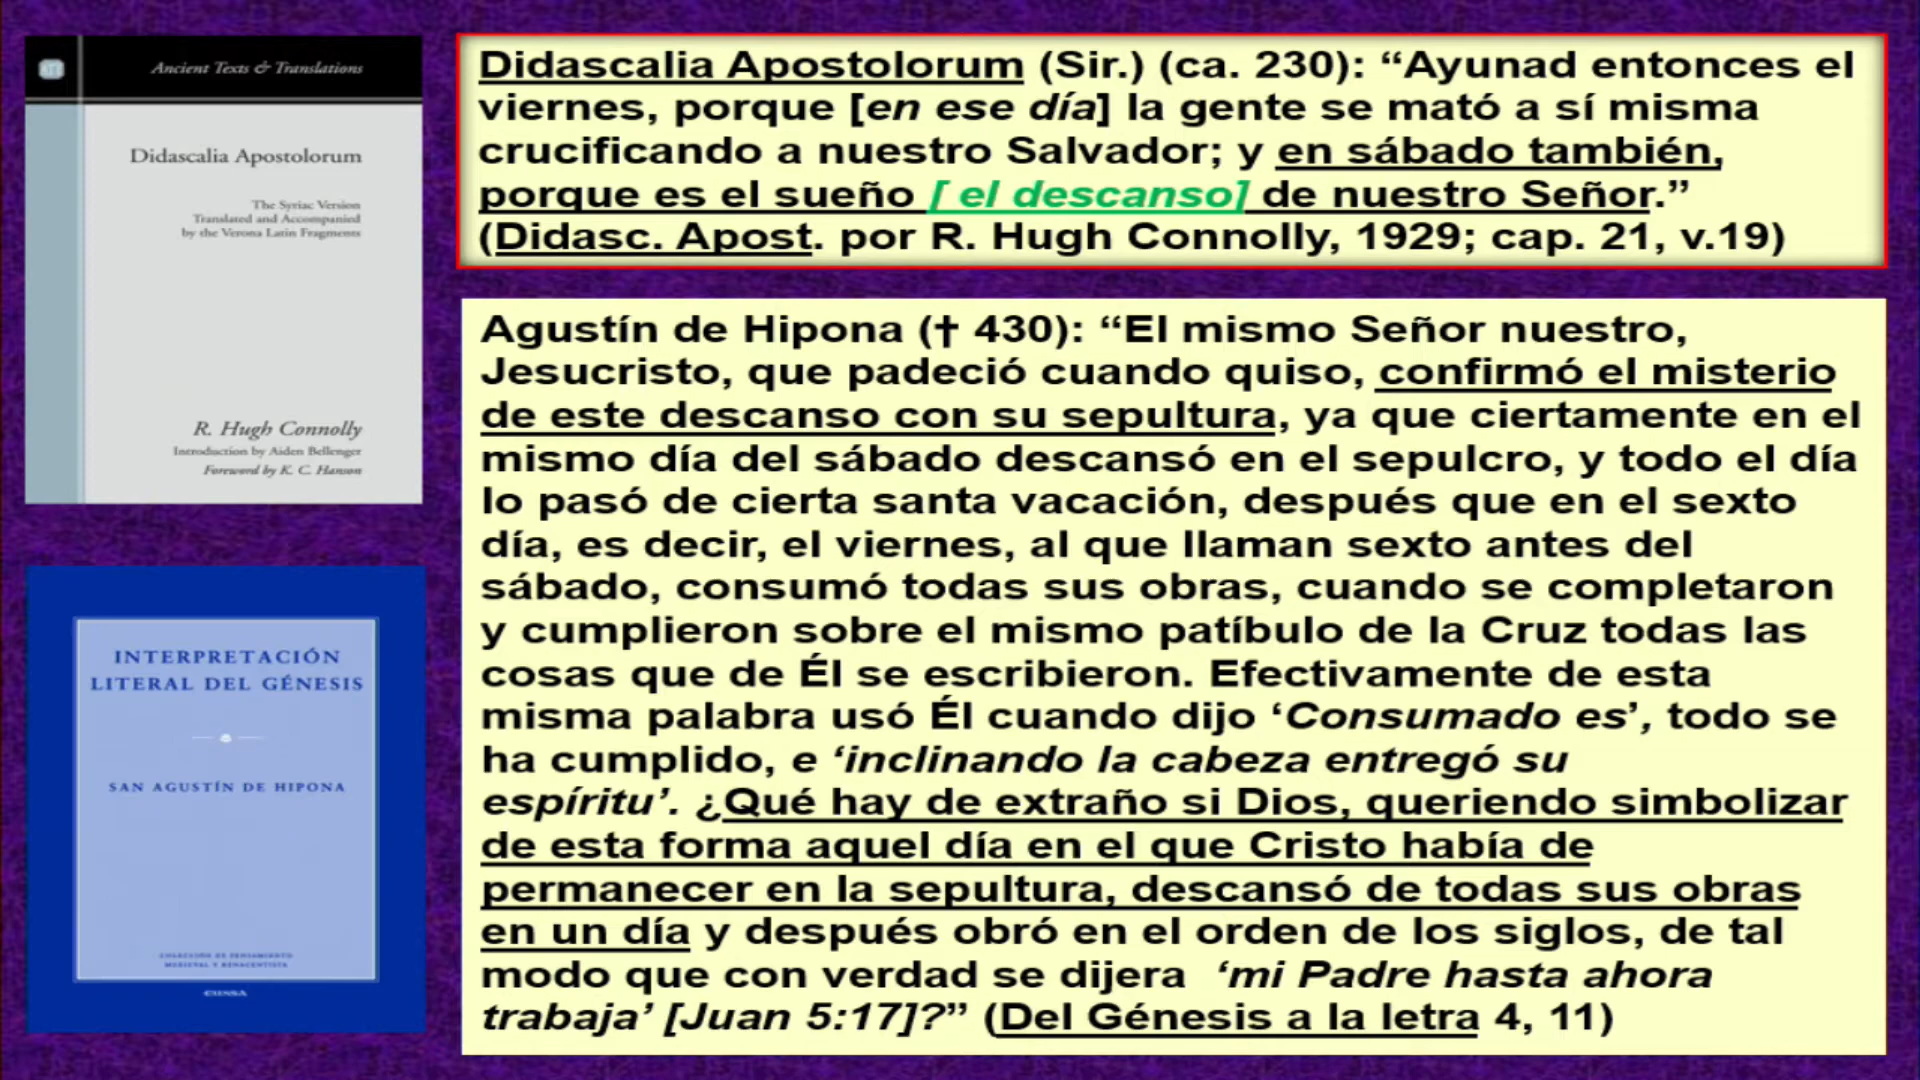 Ancient Texts & Translations
Didascalia Apostolorum
The Syriac Version
Translated and Accompanied
by the Verona Latin Fragments
R. Hugh Connolly
Introduction by Aiden Bellenger
Foreword by K. C. Hanson
INTERPRETACIÓN
LITERAL DEL GÉNESIS
SAN AGUSTÍN DE HIPONA
COLECCIÓN DE PENSAMIENTO
MEDIEVAL Y RENACENTISTA
EUNSA
Didascalia Apostolorum (Sir.) (ca. 230): “Ayunad entonces el
viernes, porque [en ese día] la gente se mató a sí misma
crucificando a nuestro Salvador; y en sábado también,
porque es el sueño [ el descanso] de nuestro Señor.”
(Didasc. Apost. por R. Hugh Connolly, 1929; cap. 21, v.19)
Agustín de Hipona († 430): “El mismo Señor nuestro,
Jesucristo, que padeció cuando quiso, confirmó el misterio
de este descanso con su sepultura, ya que ciertamente en el
mismo día del sábado descansó en el sepulcro, y todo el día
lo pasó de cierta santa vacación, después que en el sexto
día, es decir, el viernes, al que llaman sexto antes del
sábado, consumó todas sus obras, cuando se completaron
y cumplieron sobre el mismo patíbulo de la Cruz todas las
cosas que de Él se escribieron. Efectivamente de esta
misma palabra usó Él cuando dijo ‘Consumado es’, todo se
ha cumplido, e ‘inclinando la cabeza entregó su
espíritu’. ¿Qué hay de extraño si Dios, queriendo simbolizar
de esta forma aquel día en el que Cristo había de
permanecer en la sepultura, descansó de todas sus obras
en un día y después obró en el orden de los siglos, de tal
modo que con verdad se dijera ‘mi Padre hasta ahora
trabaja’ [Juan 5:17]?” (Del Génesis a la letra 4, 11)